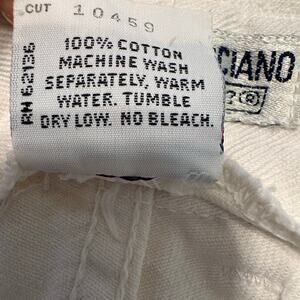 CUT 10459
RN 62136
100% COTTON
MACHINE WASH
SEPARATELY, WARM
WATER. TUMBLE
DRY LOW. NO BLEACH.
CIANO
?®